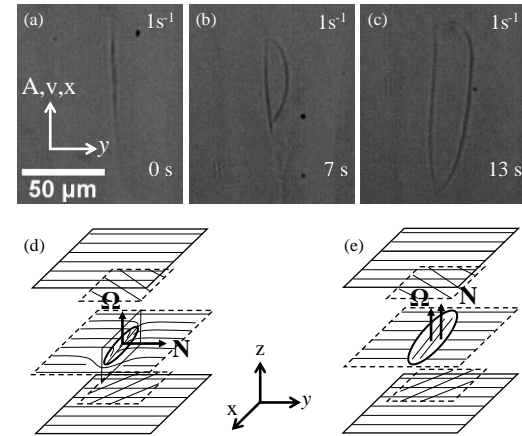 (a) 1s⁻¹ (b) 1s⁻¹ (c) 1s⁻¹
A,v,x
y
50 µm 0 s 7 s 13 s
(d) (e)
Ω Ω N
N
z
x y